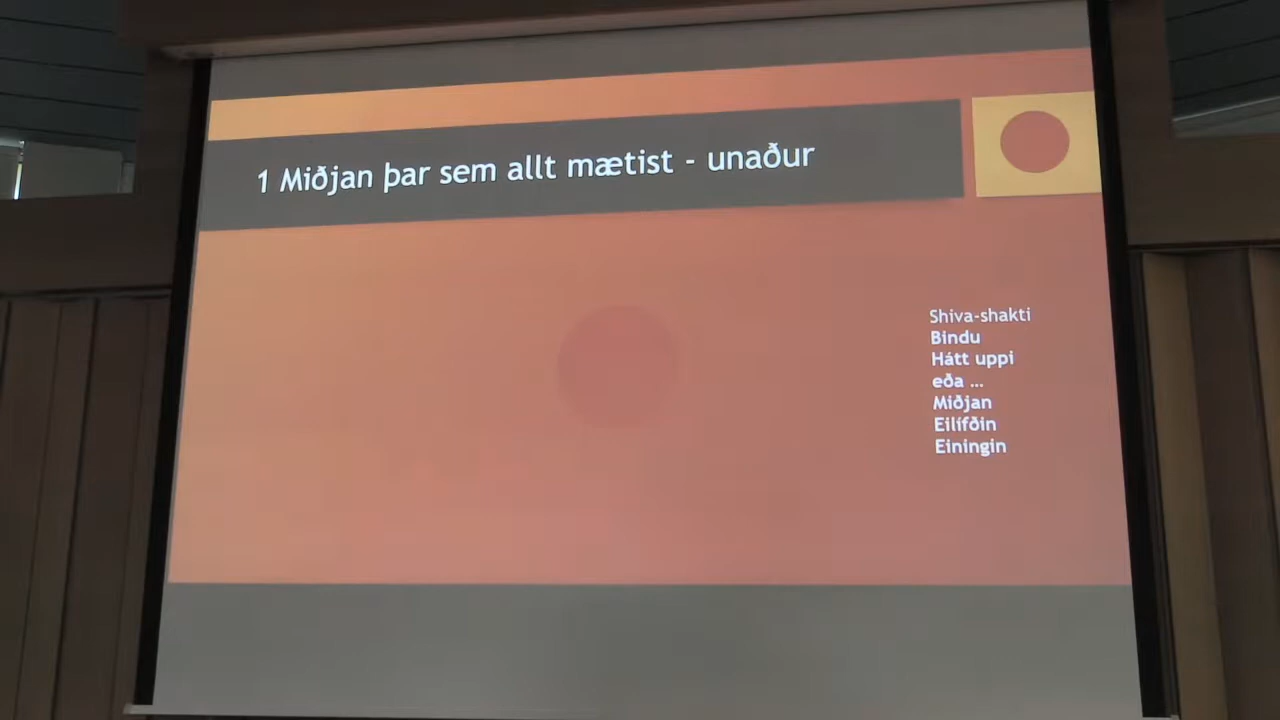 1 Miðjan þar sem allt mætist - unaður
Shiva-shakti
Bindu
Hátt uppi
eða ...
Miðjan
Eilífðin
Einingin